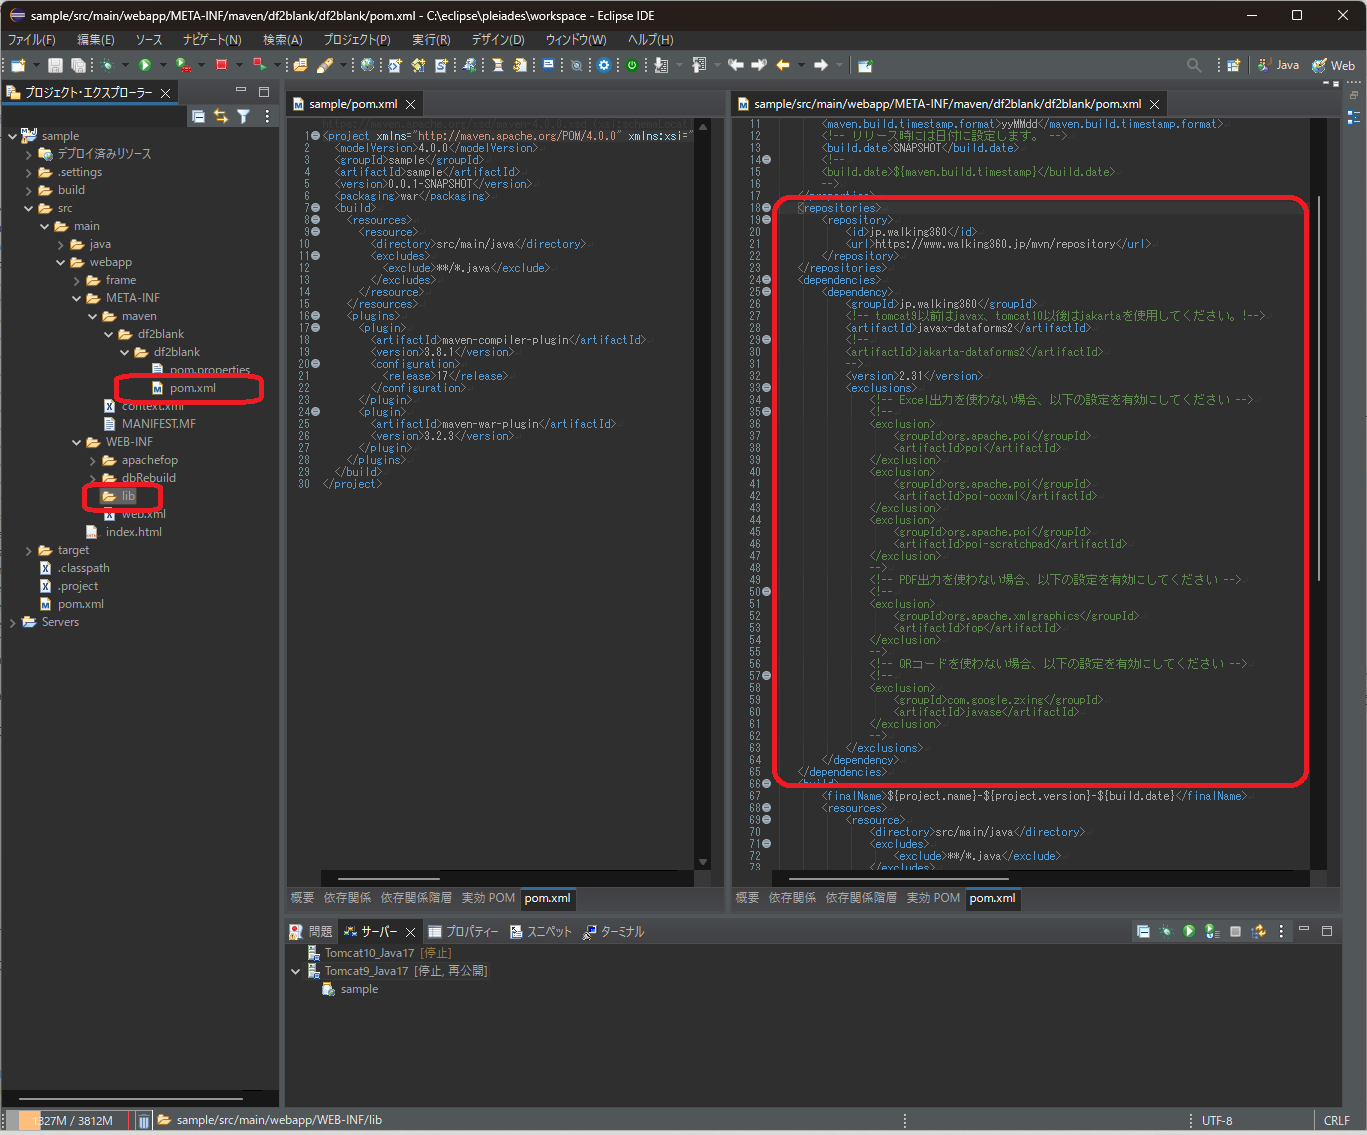 sample/src/main/webapp/META-INF/maven/df2blank/df2blank/pom.xml - C:\eclipse\pleiades\workspace - Eclipse IDE
ファイル(F) 編集(E) ソース ナビゲート(N) 検索(A) プロジェクト(P) 実行(R) デザイン(D) ウィンドウ(W) ヘルプ(H)
Java Web
プロジェクト・エクスプローラー
sample
デプロイ済みリソース
.settings
build
src
main
java
webapp
frame
META-INF
maven
df2blank
df2blank
pom.properties
pom.xml
context.xml
MANIFEST.MF
WEB-INF
apachefop
dbRebuild
lib
web.xml
index.html
target
.classpath
.project
pom.xml
Servers
sample/pom.xml
1 <project xmlns="http://maven.apache.org/POM/4.0.0" xmlns:xsi="
2 <modelVersion>4.0.0</modelVersion>
3 <groupId>sample</groupId>
4 <artifactId>sample</artifactId>
5 <version>0.0.1-SNAPSHOT</version>
6 <packaging>war</packaging>
7 <build>
8 <resources>
9 <resource>
10 <directory>src/main/java</directory>
11 <excludes>
12 <exclude>**/*.java</exclude>
13 </excludes>
14 </resource>
15 </resources>
16 <plugins>
17 <plugin>
18 <artifactId>maven-compiler-plugin</artifactId>
19 <version>3.8.1</version>
20 <configuration>
21 <release>17</release>
22 </configuration>
23 </plugin>
24 <plugin>
25 <artifactId>maven-war-plugin</artifactId>
26 <version>3.2.3</version>
27 </plugin>
28 </plugins>
29 </build>
30 </project>
概要 依存関係 依存関係階層 実効 POM pom.xml
sample/src/main/webapp/META-INF/maven/df2blank/df2blank/pom.xml
11 <maven.build.timestamp.format>yyMMdd</maven.build.timestamp.format>
12 <!-- リリース時には日付に設定します。 -->
13 <build.date>SNAPSHOT</build.date>
14 <!--
15 <build.date>${maven.build.timestamp}</build.date>
16 -->
17 </properties>
18 <repositories>
19 <repository>
20 <id>jp.walking360</id>
21 <url>https://www.walking360.jp/mvn/repository</url>
22 </repository>
23 </repositories>
24 <dependencies>
25 <dependency>
26 <groupId>jp.walking360</groupId>
27 <!-- tomcat9以前はjavax、tomcat10以後はjakartaを使用してください。!-->
28 <artifactId>javax-dataforms2</artifactId>
29 <!--
30 <artifactId>jakarta-dataforms2</artifactId>
31 -->
32 <version>2.31</version>
33 <exclusions>
34 <!-- Excel出力を使わない場合、以下の設定を有効にしてください -->
35 <!--
36 <exclusion>
37 <groupId>org.apache.poi</groupId>
38 <artifactId>poi</artifactId>
39 </exclusion>
40 <exclusion>
41 <groupId>org.apache.poi</groupId>
42 <artifactId>poi-ooxml</artifactId>
43 </exclusion>
44 <exclusion>
45 <groupId>org.apache.poi</groupId>
46 <artifactId>poi-scratchpad</artifactId>
47 </exclusion>
48 -->
49 <!-- PDF出力を使わない場合、以下の設定を有効にしてください -->
50 <!--
51 <exclusion>
52 <groupId>org.apache.xmlgraphics</groupId>
53 <artifactId>fop</artifactId>
54 </exclusion>
55 -->
56 <!-- QRコードを使わない場合、以下の設定を有効にしてください -->
57 <!--
58 <exclusion>
59 <groupId>com.google.zxing</groupId>
60 <artifactId>javase</artifactId>
61 </exclusion>
62 -->
63 </exclusions>
64 </dependency>
65 </dependencies>
66 <build>
67 <finalName>${project.name}-${project.version}-${build.date}</finalName>
68 <resources>
69 <resource>
70 <directory>src/main/java</directory>
71 <excludes>
72 <exclude>**/*.java</exclude>
73 </excludes>
概要 依存関係 依存関係階層 実効 POM pom.xml
問題 サーバー プロパティー スニペット ターミナル
Tomcat10_Java17 [停止]
Tomcat9_Java17 [停止, 再公開]
sample
1327M / 3812M sample/src/main/webapp/WEB-INF/lib UTF-8 CRLF